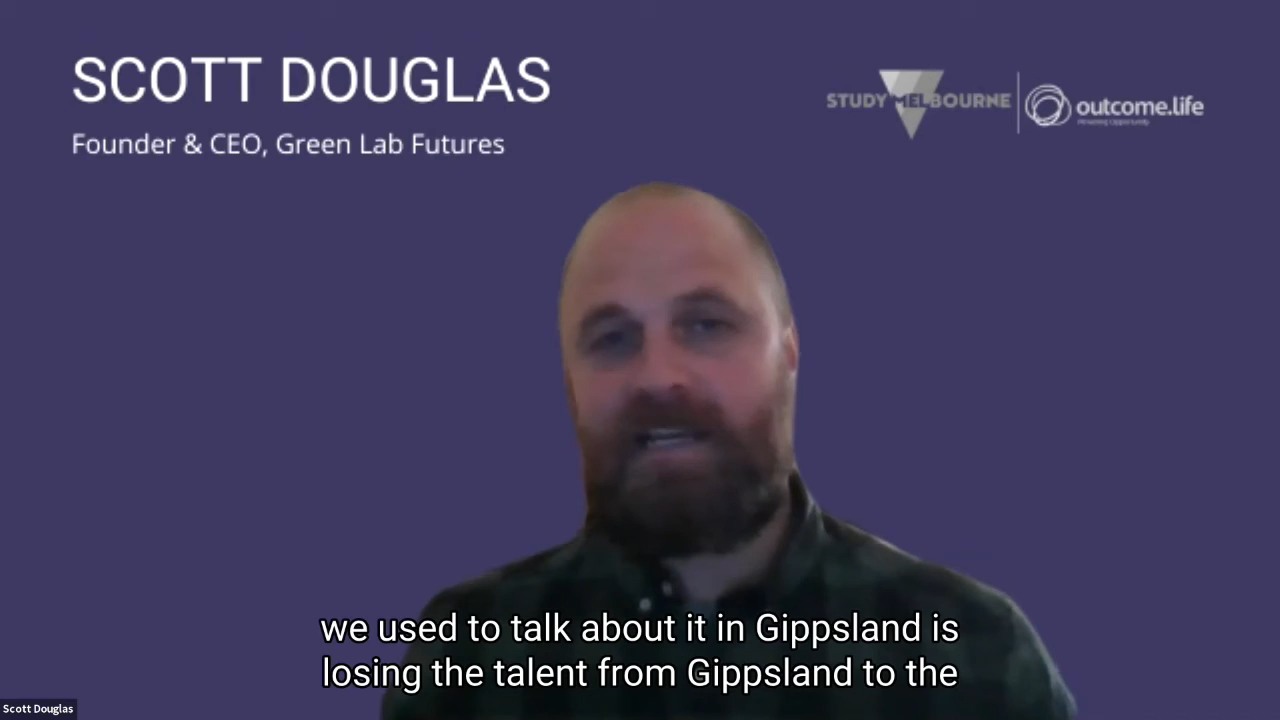 SCOTT DOUGLAS
Founder & CEO, Green Lab Futures
STUDY MELBOURNE
outcome.life
we used to talk about it in Gippsland is
losing the talent from Gippsland to the
Scott Douglas